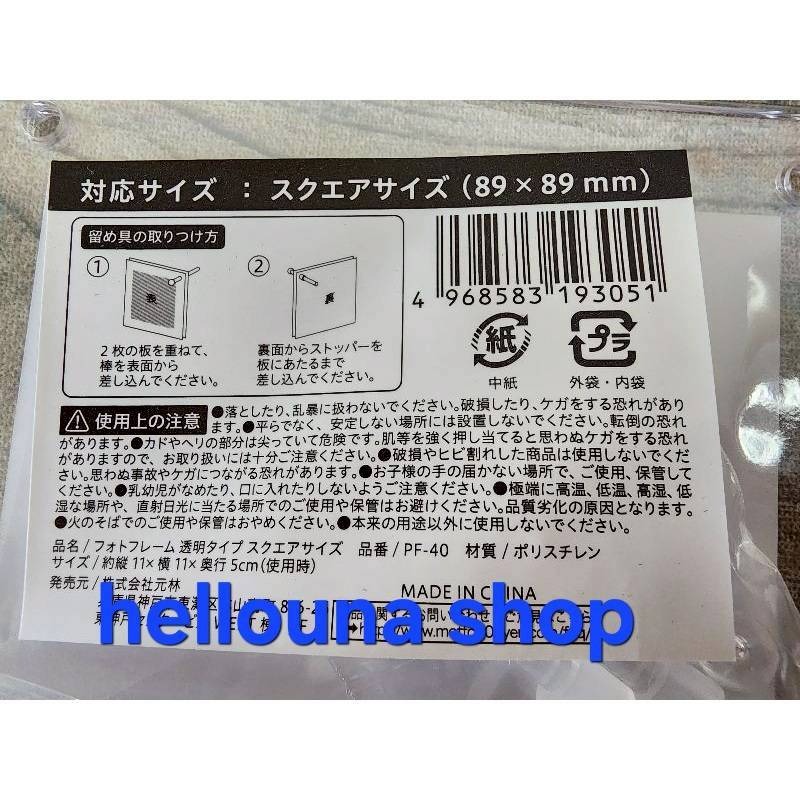 対応サイズ : スクエアサイズ(89×89mm)
留め具の取りつけ方
① ②
表 裏
2枚の板を重ねて、
棒を表面から
差し込んでください。
裏面からストッパーを
板にあたるまで
差し込んでください。
4 968583 193051
紙 プラ
中紙 外袋・内袋
使用上の注意 ●落としたり、乱暴に扱わないでください。破損したり、ケガをする恐れがあり
ます。●平らでなく、安定しない場所には設置しないでください。転倒の恐れ
があります。●カドやヘリの部分は尖っていて危険です。肌等を強く押し当てると思わぬケガをする恐れ
がありますので、お取り扱いには十分ご注意ください。●破損やヒビ割れした商品は使用しないでくだ
さい。思わぬ事故やケガにつながる恐れがあります。●お子様の手の届かない場所で、ご使用、保管して
ください。●乳幼児がなめたり、口に入れたりしないようご注意ください。●極端に高温、低温、高湿、低
湿な場所や、直射日光に当たる場所でのご使用や保管はお避けください。品質劣化の原因となります。
●火のそばでのご使用や保管はおやめください。●本来の用途以外に使用しないでください。
品名/フォトフレーム 透明タイプ スクエアサイズ 品番/PF-40 材質/ポリスチレン
サイズ/約縦11×横11×奥行5cm(使用時)
発売元/株式会社元林
MADE IN CHINA
hellouna shop